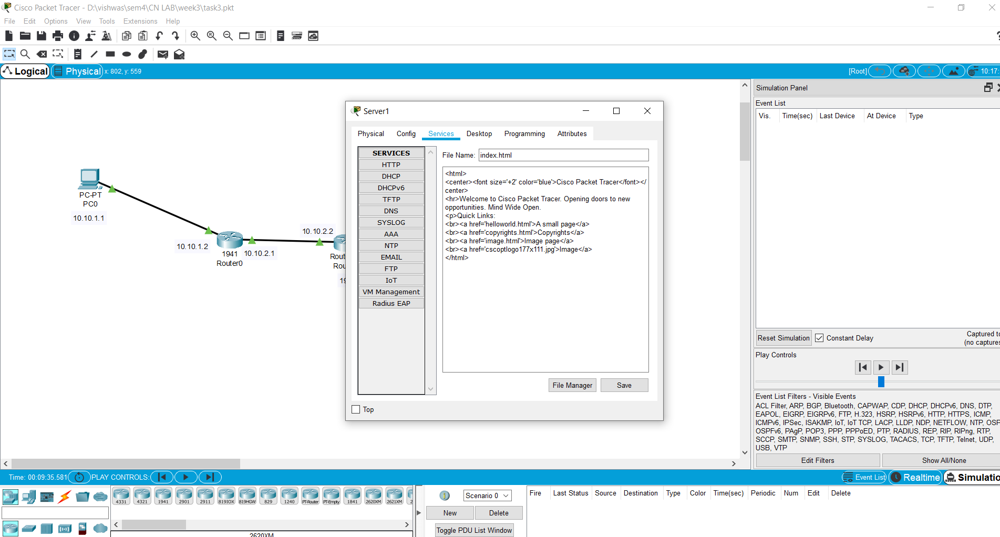 Cisco Packet Tracer - D:\vishwas\sem4\CN LAB\week3\task3.pkt
File Edit Options View Tools Extensions Help
Logical Physical x: 802, y: 559 [Root] 10:17:
PC-PT
PC0
10.10.1.1
10.10.1.2
1941
Router0
10.10.2.1
10.10.2.2
Rout
Rou
19
Server1
Physical Config Services Desktop Programming Attributes
SERVICES
HTTP
DHCP
DHCPv6
TFTP
DNS
SYSLOG
AAA
NTP
EMAIL
FTP
IoT
VM Management
Radius EAP
File Name: index.html
<html>
<center><font size='+2' color='blue'>Cisco Packet Tracer</font></
center>
<hr>Welcome to Cisco Packet Tracer. Opening doors to new
opportunities. Mind Wide Open.
<p>Quick Links:
<br><a href='helloworld.html'>A small page</a>
<br><a href='copyrights.html'>Copyrights</a>
<br><a href='image.html'>Image page</a>
<br><a href='cscoptlogo177x111.jpg'>Image</a>
</html>
File Manager Save
Top
Simulation Panel
Event List
Vis. Time(sec) Last Device At Device Type
Reset Simulation Constant Delay
Captured to
(no captures
Play Controls
Event List Filters - Visible Events
ACL Filter, ARP, BGP, Bluetooth, CAPWAP, CDP, DHCP, DHCPv6, DNS, DTP,
EAPOL, EIGRP, EIGRPv6, FTP, H.323, HSRP, HSRPv6, HTTP, HTTPS, ICMP,
ICMPv6, IPSec, ISAKMP, IoT, IoT TCP, LACP, LLDP, NDP, NETFLOW, NTP, OSP
OSPFv6, PAgP, POP3, PPP, PPPoED, PTP, RADIUS, REP, RIP, RIPng, RTP,
SCCP, SMTP, SNMP, SSH, STP, SYSLOG, TACACS, TCP, TFTP, Telnet, UDP,
USB, VTP
Edit Filters Show All/None
Time: 00:09:35.581 PLAY CONTROLS: Event List Realtime Simulatio
4331 4321 1941 2901 2911 819IOX 819HGW 829 1240 PT-Router PT-Empty 1841 2620XM 2621XM 2
2620XM
1 Scenario 0
New Delete
Toggle PDU List Window
Fire Last Status Source Destination Type Color Time(sec) Periodic Num Edit Delete